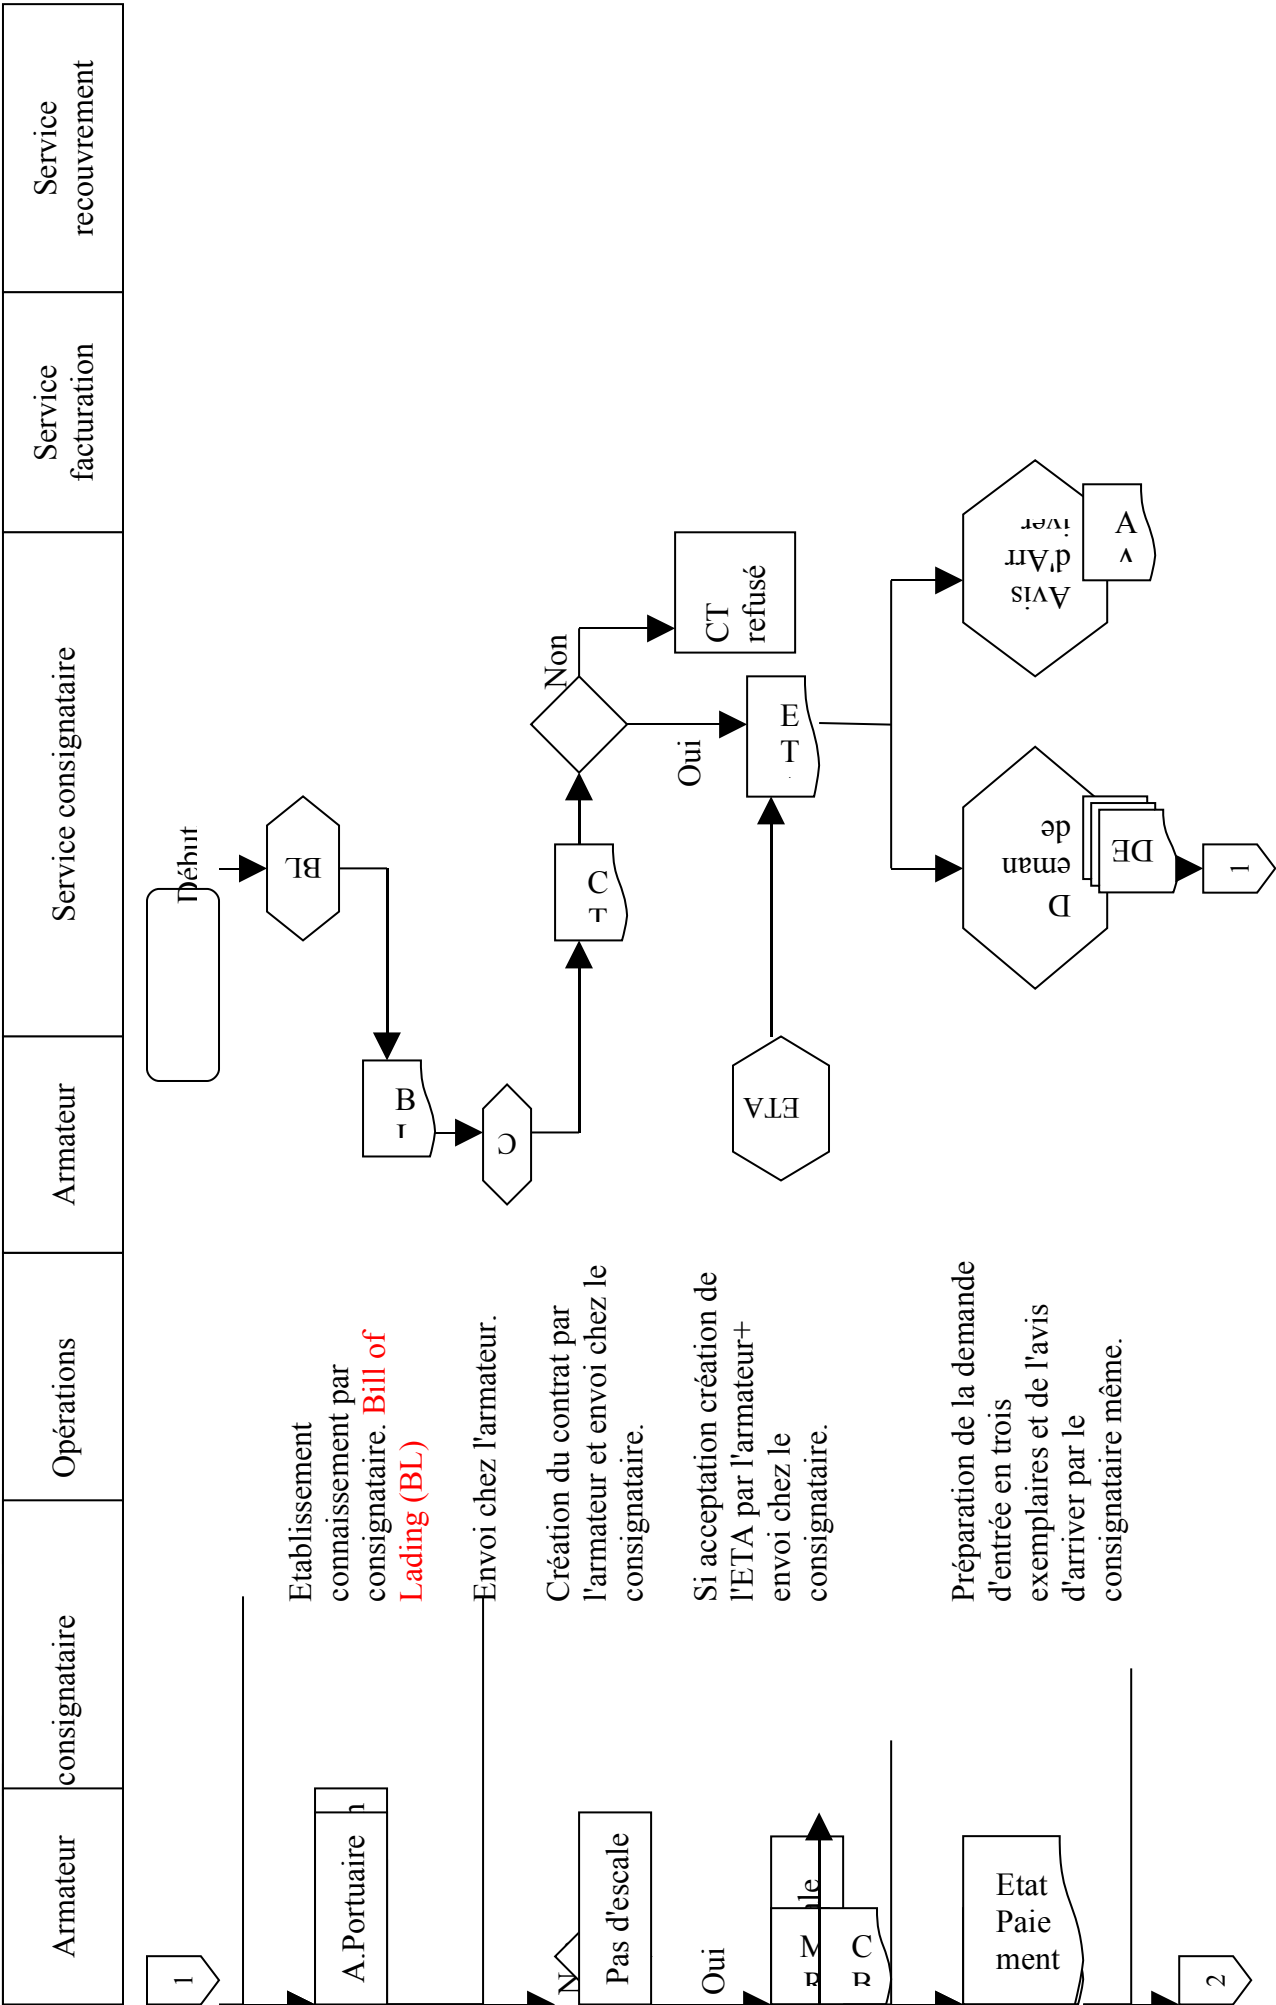 Armateur
consignataire
Opérations
Armateur
Service consignataire
Service
facturation
Service
recouvrement
Début
BL
Etablissement
connaissement par
consignataire. Bill of
Lading (BL)
B
Envoi chez l'armateur.
C
Création du contrat par
l'armateur et envoi chez le
consignataire.
C
T
Non
CT
refusé
Oui
Si acceptation création de
l'ETA par l'armateur+
envoi chez le
consignataire.
ETA
E
T
Préparation de la demande
d'entrée en trois
exemplaires et de l'avis
d'arriver par le
consignataire même.
D
eman
de
DE
1
Avis
d'Arr
iver
A
v
1
A.Portuaire
N
Pas d'escale
Oui
M
C
B
Etat
Paie
ment
2